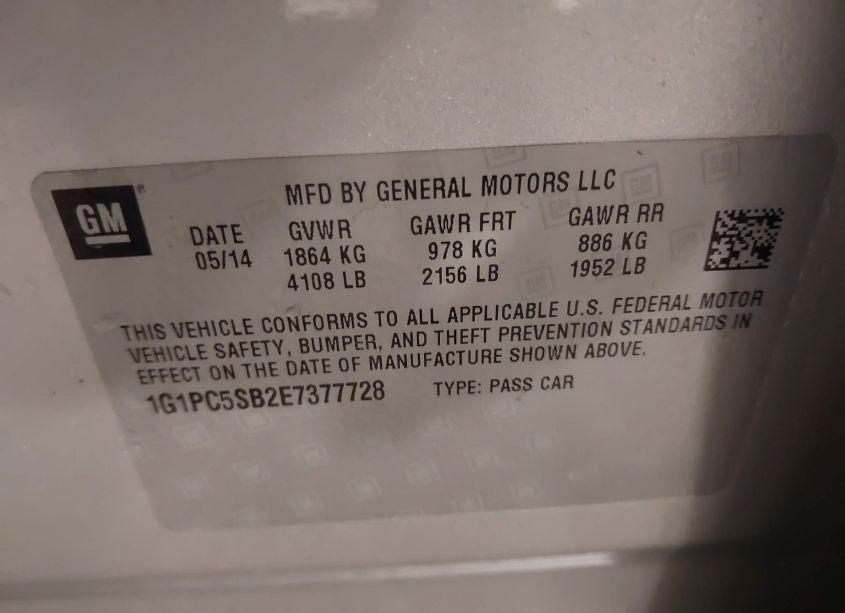 GM®
MFD BY GENERAL MOTORS LLC
DATE GVWR GAWR FRT GAWR RR
05/14 1864 KG 978 KG 886 KG
4108 LB 2156 LB 1952 LB
THIS VEHICLE CONFORMS TO ALL APPLICABLE U.S. FEDERAL MOTOR
VEHICLE SAFETY, BUMPER, AND THEFT PREVENTION STANDARDS IN
EFFECT ON THE DATE OF MANUFACTURE SHOWN ABOVE.
1G1PC5SB2E7377728 TYPE: PASS CAR